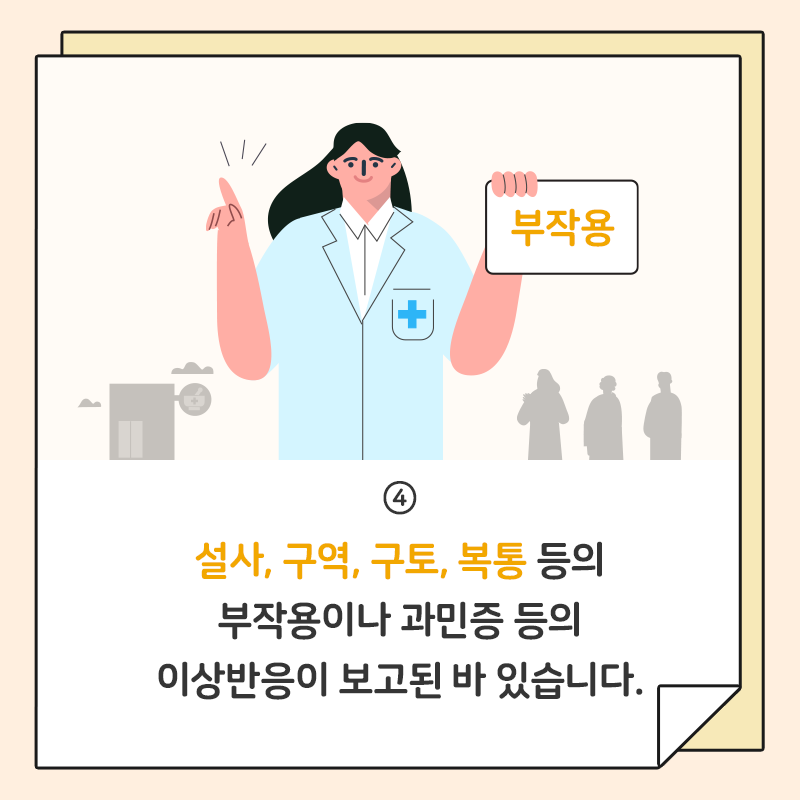 부작용
④
설사, 구역, 구토, 복통 등의
부작용이나 과민증 등의
이상반응이 보고된 바 있습니다.